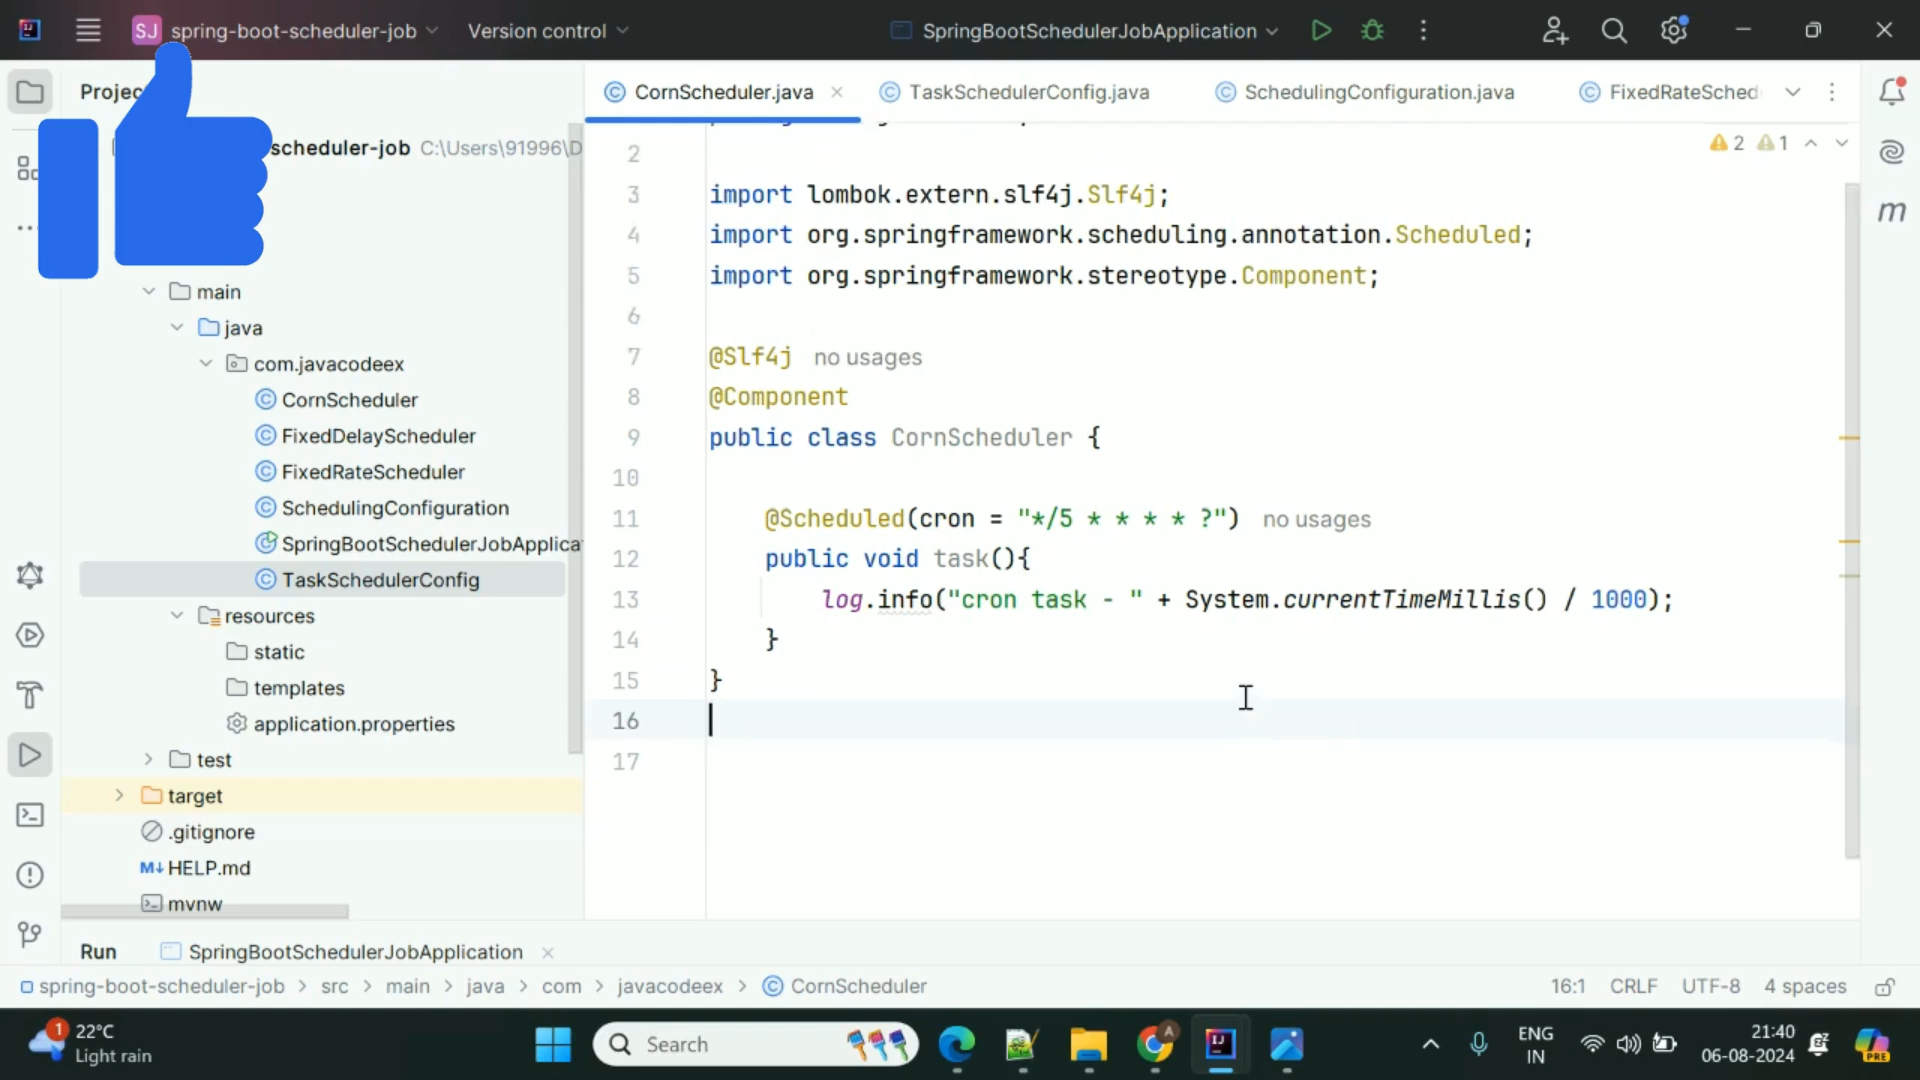 SJ spring-boot-scheduler-job
Version control
SpringBootSchedulerJobApplication
CornScheduler.java
TaskSchedulerConfig.java
SchedulingConfiguration.java
FixedRateSched
scheduler-job C:\Users\91996\D
main
java
com.javacodeex
CornScheduler
FixedDelayScheduler
FixedRateScheduler
SchedulingConfiguration
SpringBootSchedulerJobApplica
TaskSchedulerConfig
resources
static
templates
application.properties
test
target
.gitignore
M↓ HELP.md
mvnw
2 1
2
3 import lombok.extern.slf4j.Slf4j;
4 import org.springframework.scheduling.annotation.Scheduled;
5 import org.springframework.stereotype.Component;
6
7 @Slf4j no usages
8 @Component
9 public class CornScheduler {
10
11 @Scheduled(cron = "*/5 * * * * ?") no usages
12 public void task(){
13 log.info("cron task - " + System.currentTimeMillis() / 1000);
14 }
15 }
16
17
m
Run SpringBootSchedulerJobApplication
spring-boot-scheduler-job > src > main > java > com > javacodeex > CornScheduler
16:1 CRLF UTF-8 4 spaces
1
22°C
Light rain
Search
A
PRE
ENG
IN
21:40
06-08-2024